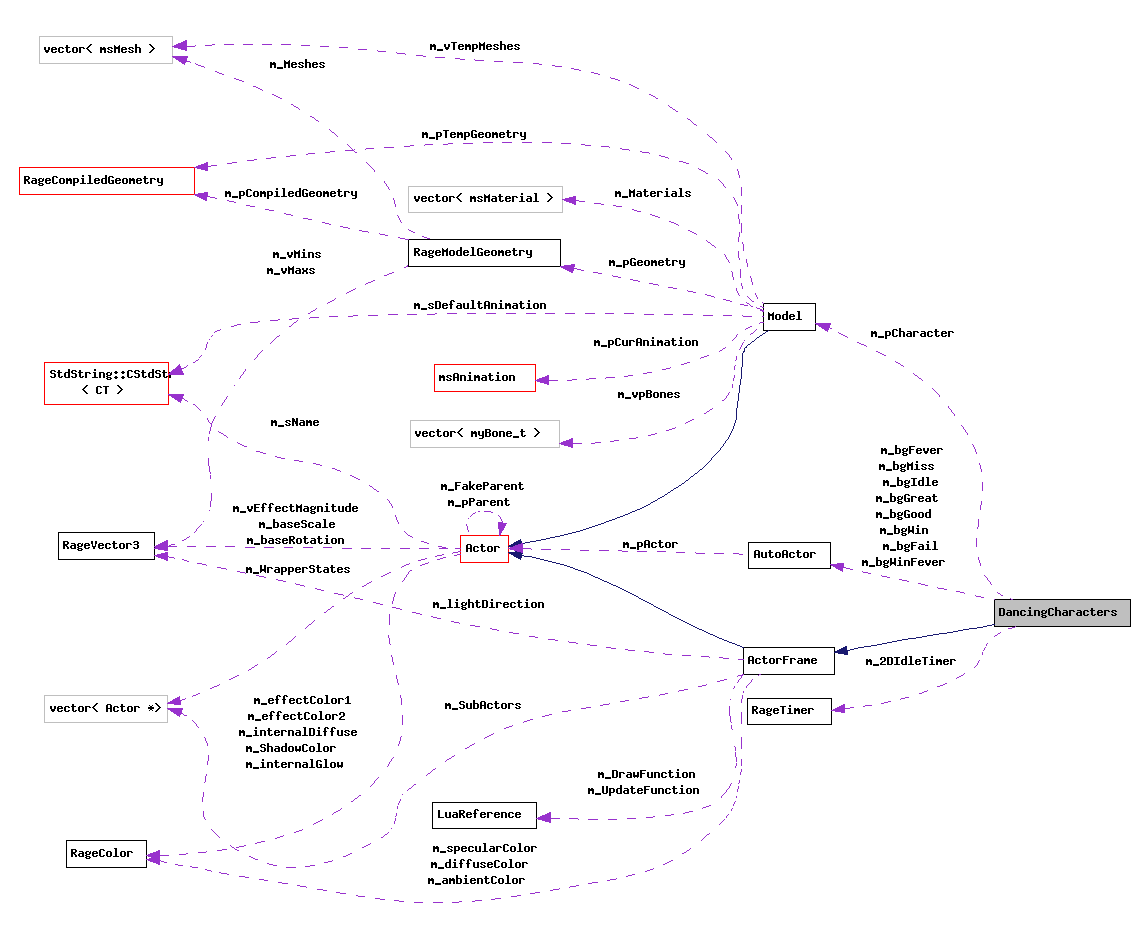 m_vTempMeshes
vector< msMesh >
m_Meshes
m_pTempGeometry
RageCompiledGeometry
m_pCompiledGeometry
vector< msMaterial >
m_Materials
m_vMins
m_vMaxs
RageModelGeometry
m_pGeometry
m_sDefaultAnimation
Model
m_pCharacter
m_pCurAnimation
StdString::CStdSt
< CT >
msAnimation
m_vpBones
m_sName
vector< myBone_t >
m_bgFever
m_bgMiss
m_bgIdle
m_bgGreat
m_bgGood
m_bgWin
m_bgFail
m_bgWinFever
m_FakeParent
m_pParent
m_vEffectMagnitude
m_baseScale
m_baseRotation
RageVector3
Actor
m_pActor
AutoActor
m_WrapperStates
m_lightDirection
DancingCharacters
ActorFrame
m_2DIdleTimer
vector< Actor *>
m_effectColor1
m_effectColor2
m_internalDiffuse
m_ShadowColor
m_internalGlow
m_SubActors
RageTimer
m_DrawFunction
m_UpdateFunction
LuaReference
RageColor
m_specularColor
m_diffuseColor
m_ambientColor